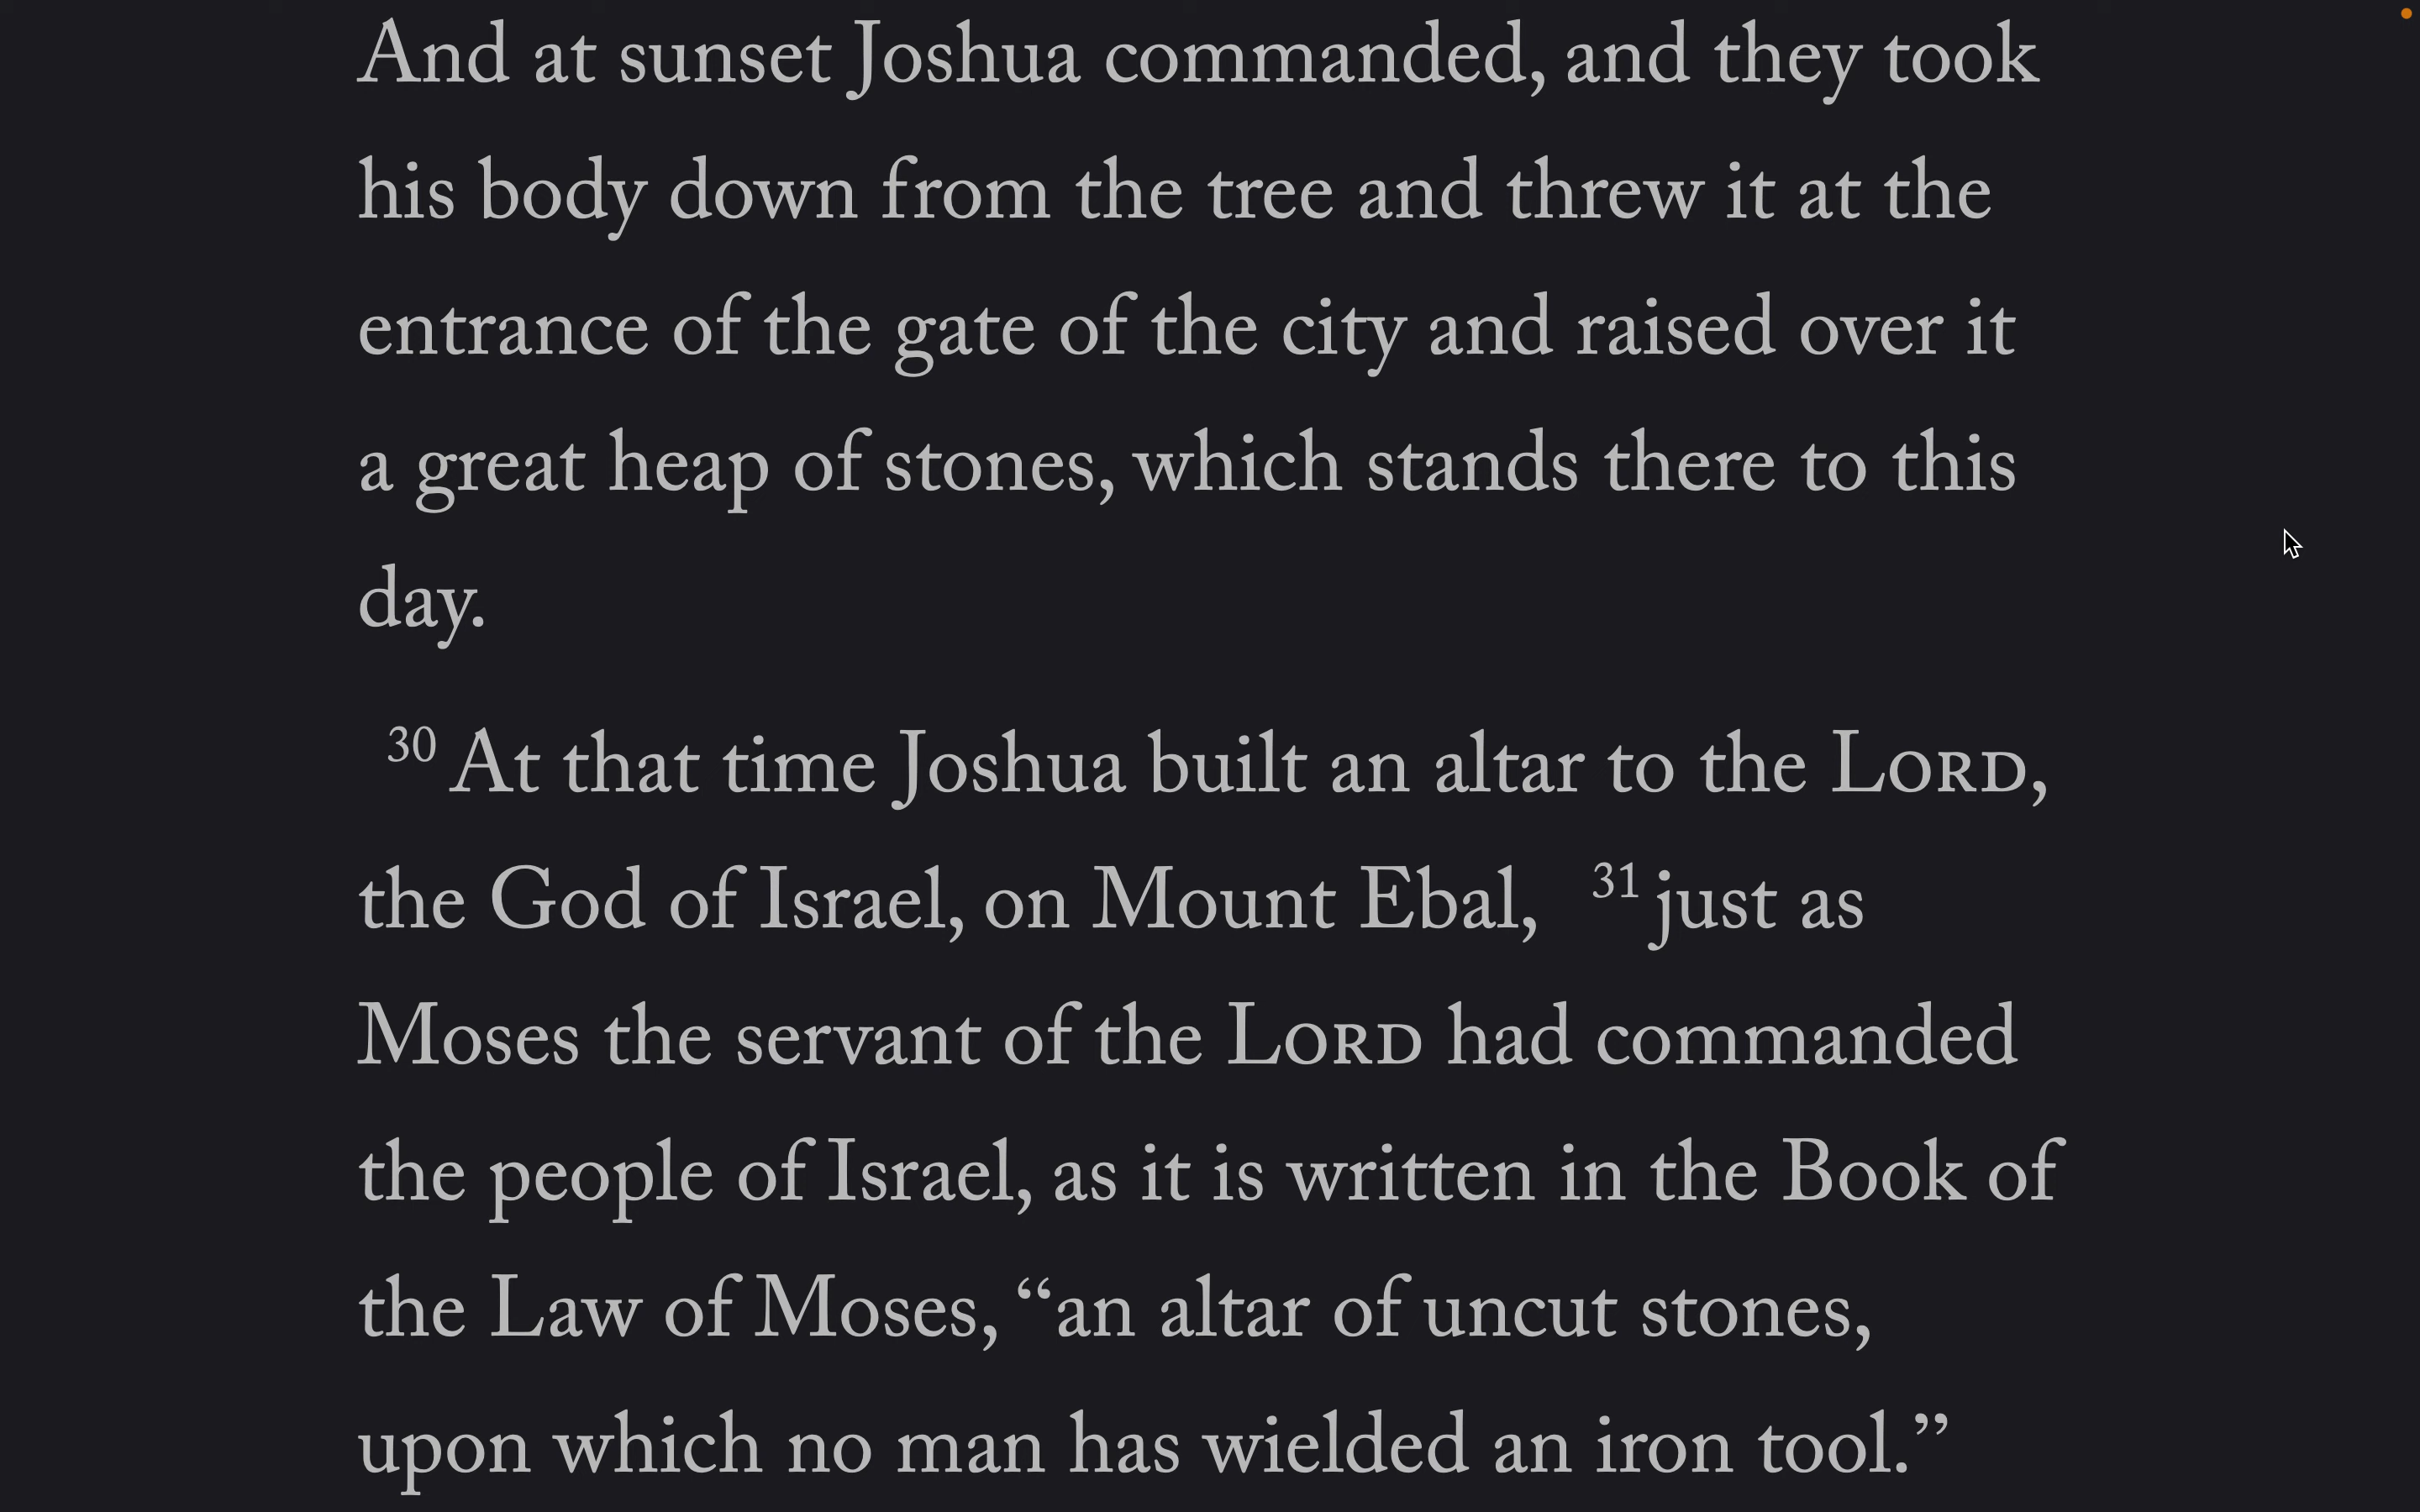 And at sunset Joshua commanded, and they took
his body down from the tree and threw it at the
entrance of the gate of the city and raised over it
a great heap of stones, which stands there to this
day.
30 At that time Joshua built an altar to the LORD,
the God of Israel, on Mount Ebal, 31 just as
Moses the servant of the LORD had commanded
the people of Israel, as it is written in the Book of
the Law of Moses, “an altar of uncut stones,
upon which no man has wielded an iron tool.”